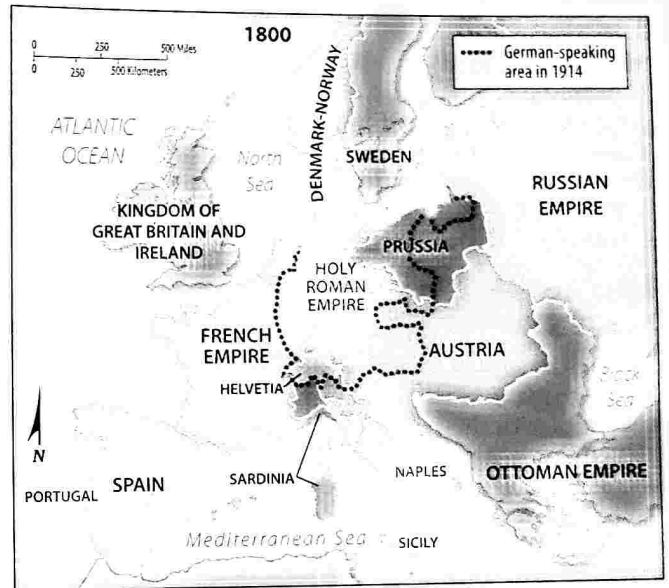 1800
0 250 500 Miles
0 250 500 Kilometers
German-speaking
area in 1914
ATLANTIC
OCEAN
North
Sea
DENMARK-NORWAY
SWEDEN
RUSSIAN
EMPIRE
KINGDOM OF
GREAT BRITAIN AND
IRELAND
PRUSSIA
HOLY
ROMAN
EMPIRE
FRENCH
EMPIRE
AUSTRIA
HELVETIA
Black
Sea
N
PORTUGAL
SPAIN
SARDINIA
NAPLES
OTTOMAN EMPIRE
Mediterranean Sea
SICILY